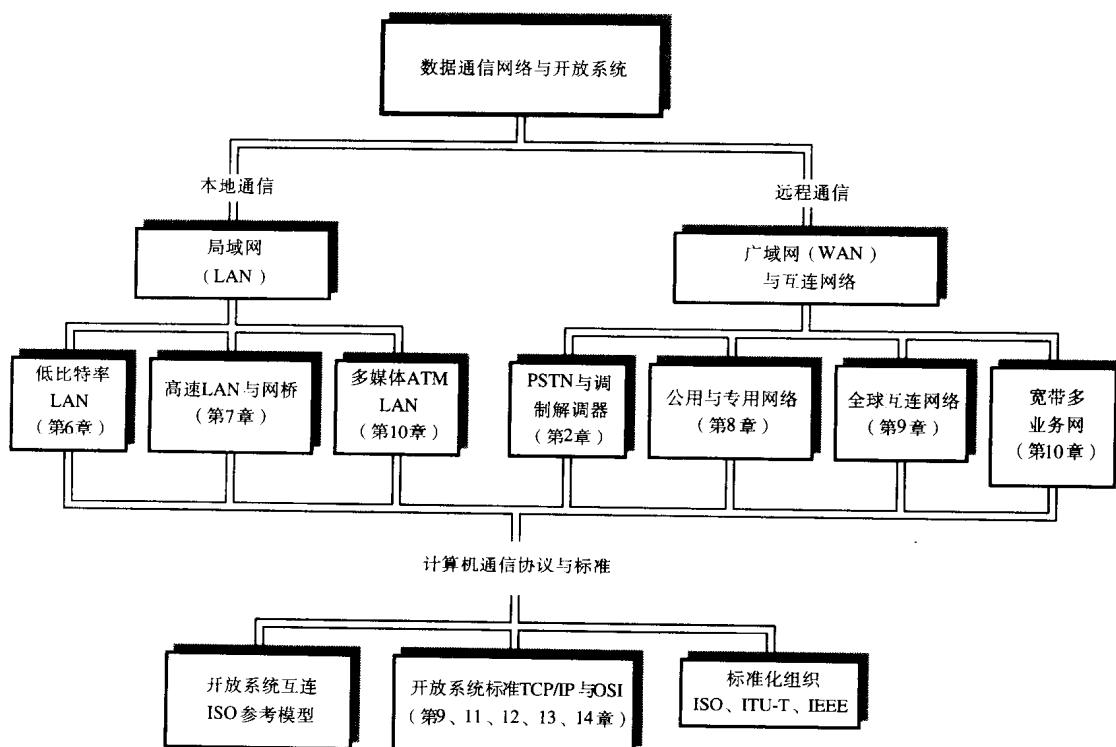 数据通信网络与开放系统
本地通信
远程通信
局域网
（LAN）
广域网（WAN）
与互连网络
低比特率
LAN
（第6章）
高速LAN与网桥
（第7章）
多媒体ATM
LAN
（第10章）
PSTN与调
制解调器
（第2章）
公用与专用网络
（第8章）
全球互连网络
（第9章）
宽带多
业务网
（第10章）
计算机通信协议与标准
开放系统互连
ISO参考模型
开放系统标准TCP/IP与OSI
（第9、11、12、13、14章）
标准化组织
ISO、ITU-T、IEEE